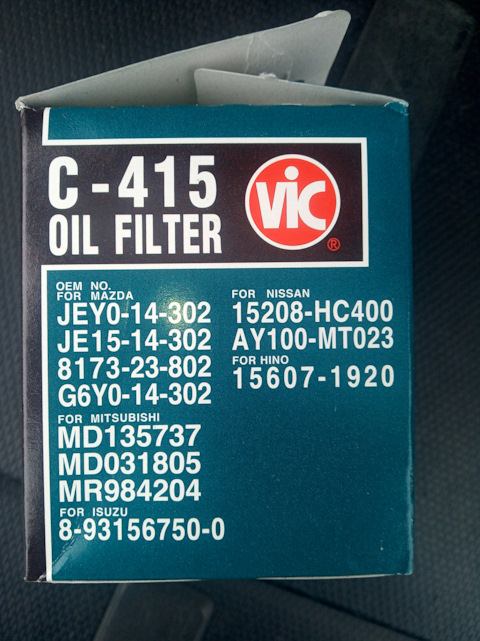 C-415
OIL FILTER
VIC
®
OEM NO.
FOR MAZDA
JEY0-14-302
JE15-14-302
8173-23-802
G6Y0-14-302
FOR MITSUBISHI
MD135737
MD031805
MR984204
FOR ISUZU
8-93156750-0
FOR NISSAN
15208-HC400
AY100-MT023
FOR HINO
15607-1920